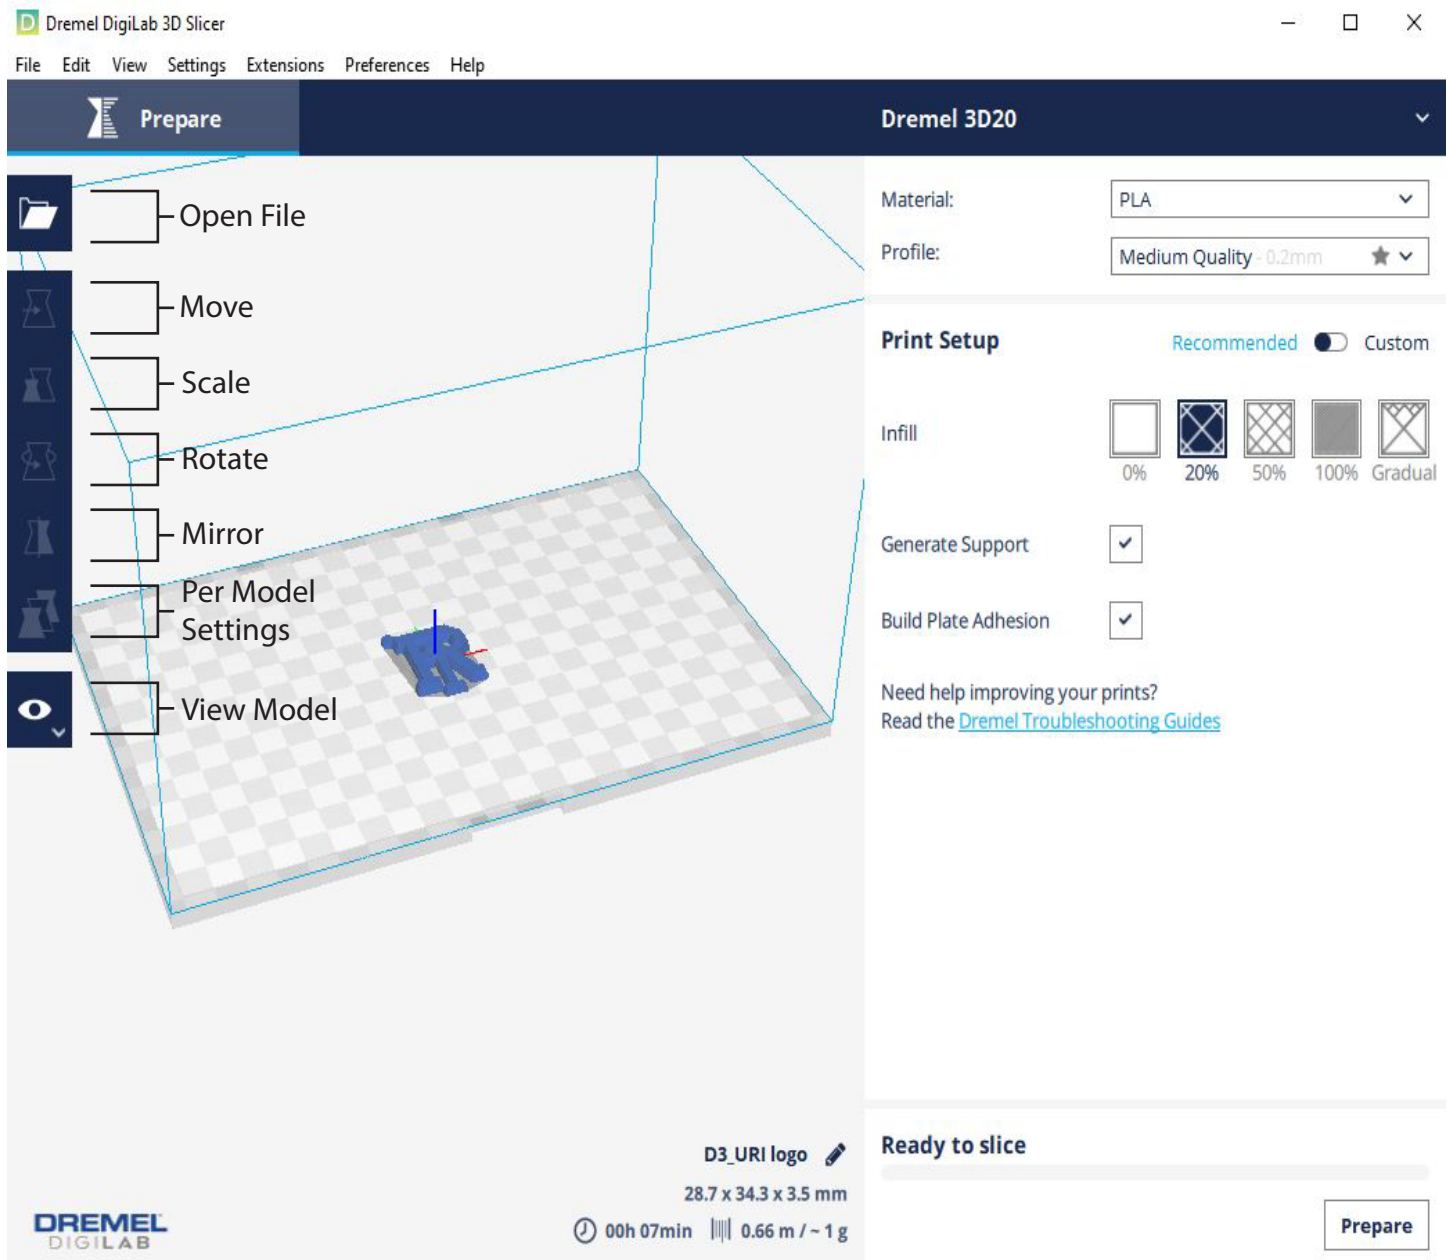 Dremel DigiLab 3D Slicer
File Edit View Settings Extensions Preferences Help
Prepare
Dremel 3D20
Open File
Move
Scale
Rotate
Mirror
Per Model
Settings
View Model
Material: PLA
Profile: Medium Quality - 0.2mm
Print Setup Recommended Custom
Infill
0% 20% 50% 100% Gradual
Generate Support
Build Plate Adhesion
Need help improving your prints?
Read the Dremel Troubleshooting Guides
D3_URI logo
28.7 x 34.3 x 3.5 mm
00h 07min 0.66 m / ~ 1 g
DREMEL
DIGILAB
Ready to slice
Prepare